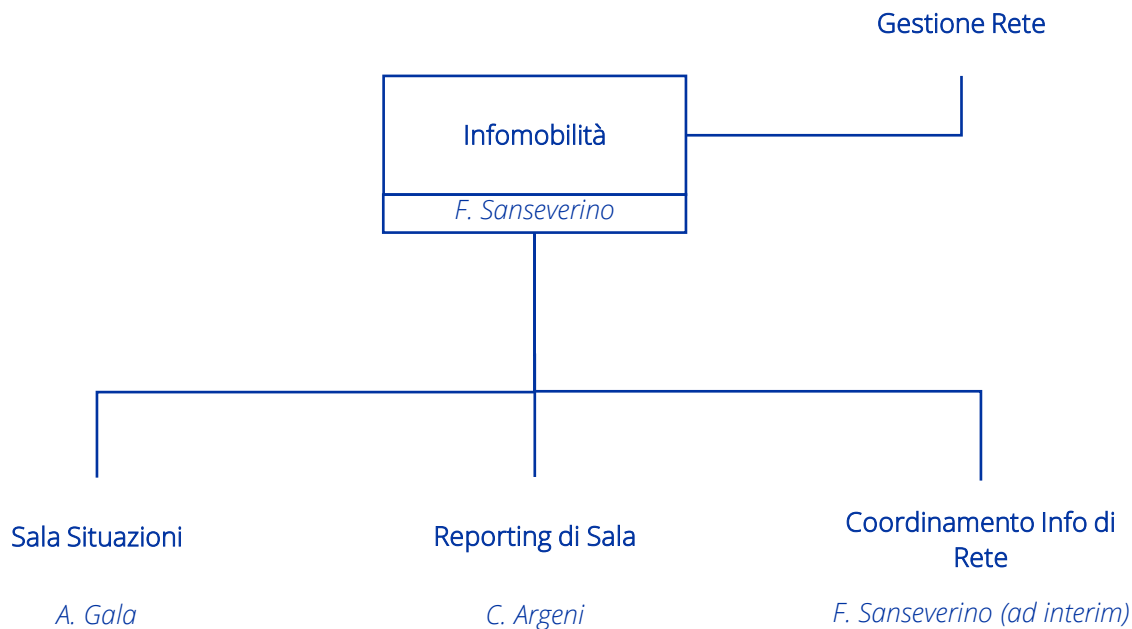 Gestione Rete
Infomobilità
F. Sanseverino
Sala Situazioni
Reporting di Sala
Coordinamento Info di
Rete
A. Gala
C. Argeni
F. Sanseverino (ad interim)